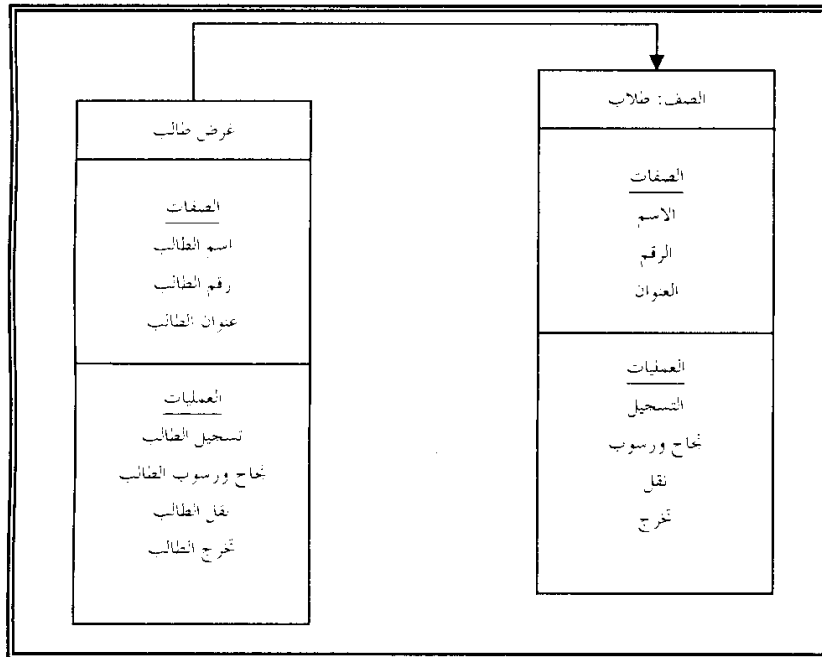 الصف: طلاب
الصفات
الاسم
الرقم
العنوان
العمليات
التسجيل
نجاح ورسوب
نقل
تخرج
غرض طالب
الصفات
اسم الطالب
رقم الطالب
عنوان الطالب
العمليات
تسجيل الطالب
نجاح ورسوب الطالب
نقل الطالب
تخرج الطالب